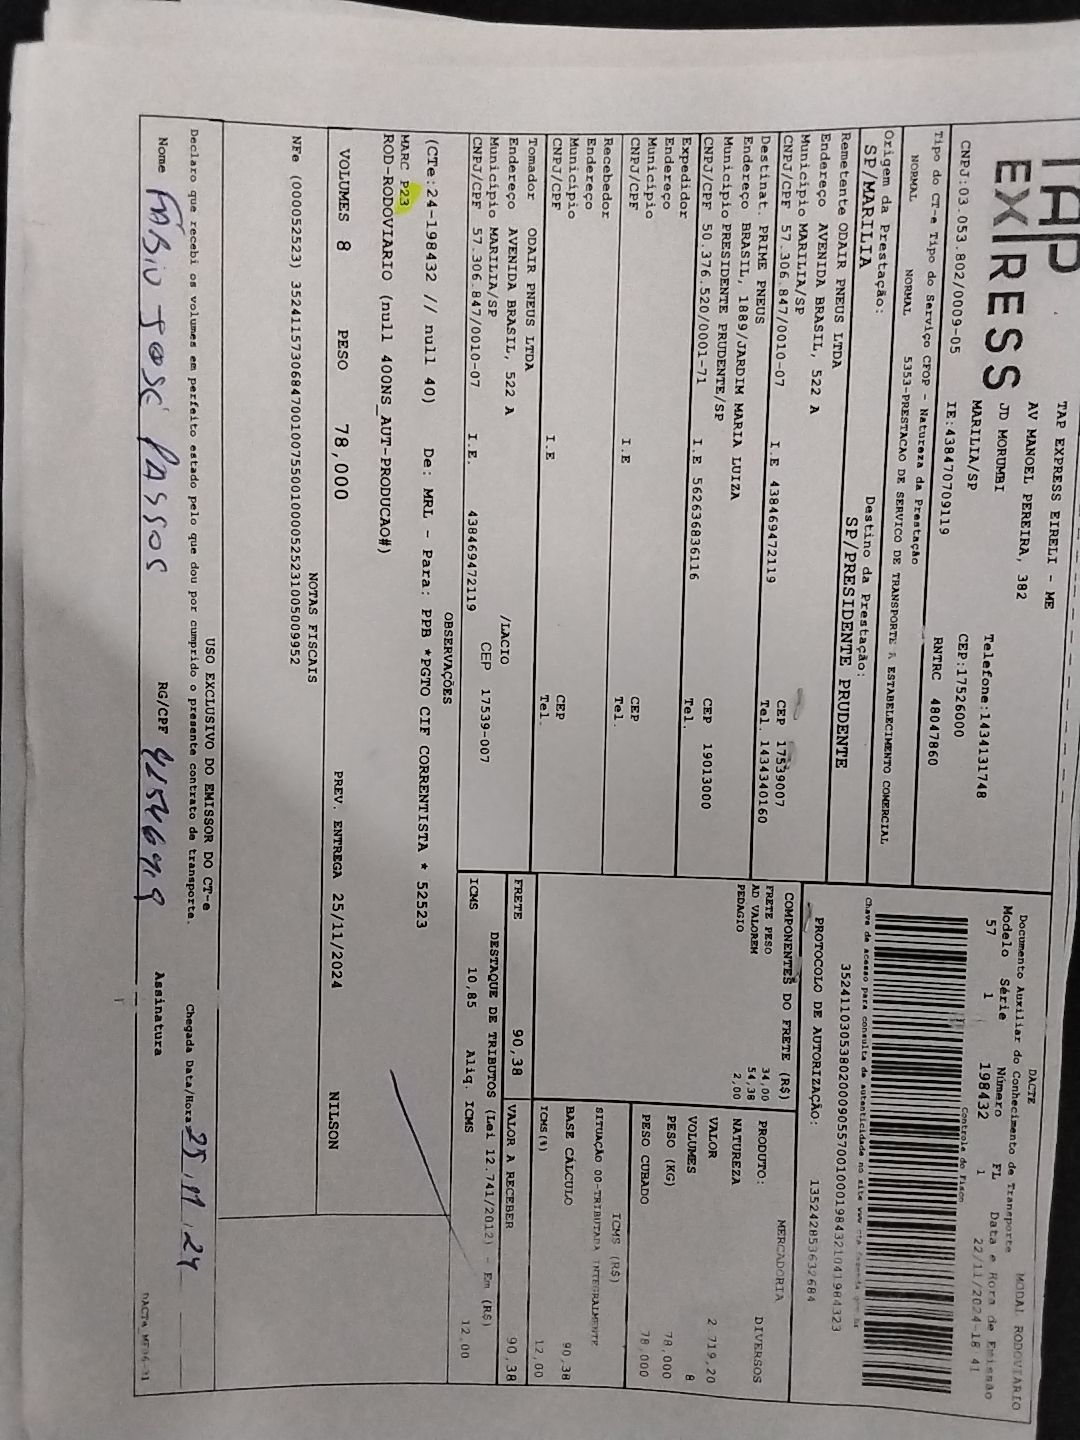 TAP
EXPRESS
TAP EXPRESS EIRELI - ME
AV MANOEL PEREIRA, 382
JD MORUMBI
MARILIA/SP
Telefone:1434131748
CEP:17526000
CNPJ:03.053.802/0009-05 IE:438470709119 RNTRC 48047860
Tipo do CT-e Tipo do Serviço CFOP - Natureza da Prestação
NORMAL NORMAL 5353-PRESTACAO DE SERVICO DE TRANSPORTE A ESTABELECIMENTO COMERCIAL
Origem da Prestação: Destino da Prestação:
SP/MARILIA SP/PRESIDENTE PRUDENTE
Remetente ODAIR PNEUS LTDA
Endereço AVENIDA BRASIL, 522 A
Município MARILIA/SP CEP 17539007
CNPJ/CPF 57.306.847/0010-07 I.E 438469472119 Tel. 1434340160
Destinat. PRIME PNEUS
Endereço BRASIL, 1889/JARDIM MARIA LUIZA
Município PRESIDENTE PRUDENTE/SP CEP 19013000
CNPJ/CPF 50.376.520/0001-71 I.E 562636836116 Tel.
Expedidor
Endereço
Município CEP
CNPJ/CPF I.E Tel.
Recebedor
Endereço
Município CEP
CNPJ/CPF I.E Tel.
Tomador ODAIR PNEUS LTDA
Endereço AVENIDA BRASIL, 522 A /LACIO
Município MARILIA/SP CEP 17539-007
CNPJ/CPF 57.306.847/0010-07 I.E. 438469472119
DACTE MODAL RODOVIARIO
Documento Auxiliar do Conhecimento de Transporte
Modelo Série Número FL Data e Hora de Emissão
57 1 198432 1 22/11/2024-18 41
Controle do Fisco
Chave de acesso para consulta de autenticidade no site www cte fazenda gov br
35241103053802000905570010001984321041984323
PROTOCOLO DE AUTORIZAÇÃO: 135242853632684
COMPONENTES DO FRETE (R$)
FRETE PESO 34,00
AD VALOREM 54,38
PEDAGIO 2,00
MERCADORIA
PRODUTO: DIVERSOS
NATUREZA
VALOR 2 719,20
VOLUMES 8
PESO (KG) 78,000
PESO CUBADO 78,000
ICMS (R$)
SITUAÇÃO 00-TRIBUTADA INTEGRALMENTE
BASE CÁLCULO 90,38
ICMS(%) 12,00
FRETE 90,38 VALOR A RECEBER 90,38
DESTAQUE DE TRIBUTOS (Lei 12.741/2012) - Em (R$)
ICMS 10,85 Aliq. ICMS 12,00
OBSERVAÇÕES
(CTe:24-198432 // null 40) De: MRL - Para: PPB *PGTO CIF CORRENTISTA * 52523
MARC P23
ROD-RODOVIARIO (null 400NS_AUT-PRODUCAO#)
VOLUMES 8 PESO 78,000 PREV. ENTREGA 25/11/2024 NILSON
NOTAS FISCAIS
NFe (000052523) 35241157306847001007550010000525231005009952
USO EXCLUSIVO DO EMISSOR DO CT-e
Declaro que recebi os volumes em perfeito estado pelo que dou por cumprido o presente contrato de transporte. Chegada Data/Hora 25,11,24
Nome FÁBIO JOSÉ PASSOS RG/CPF Assinatura